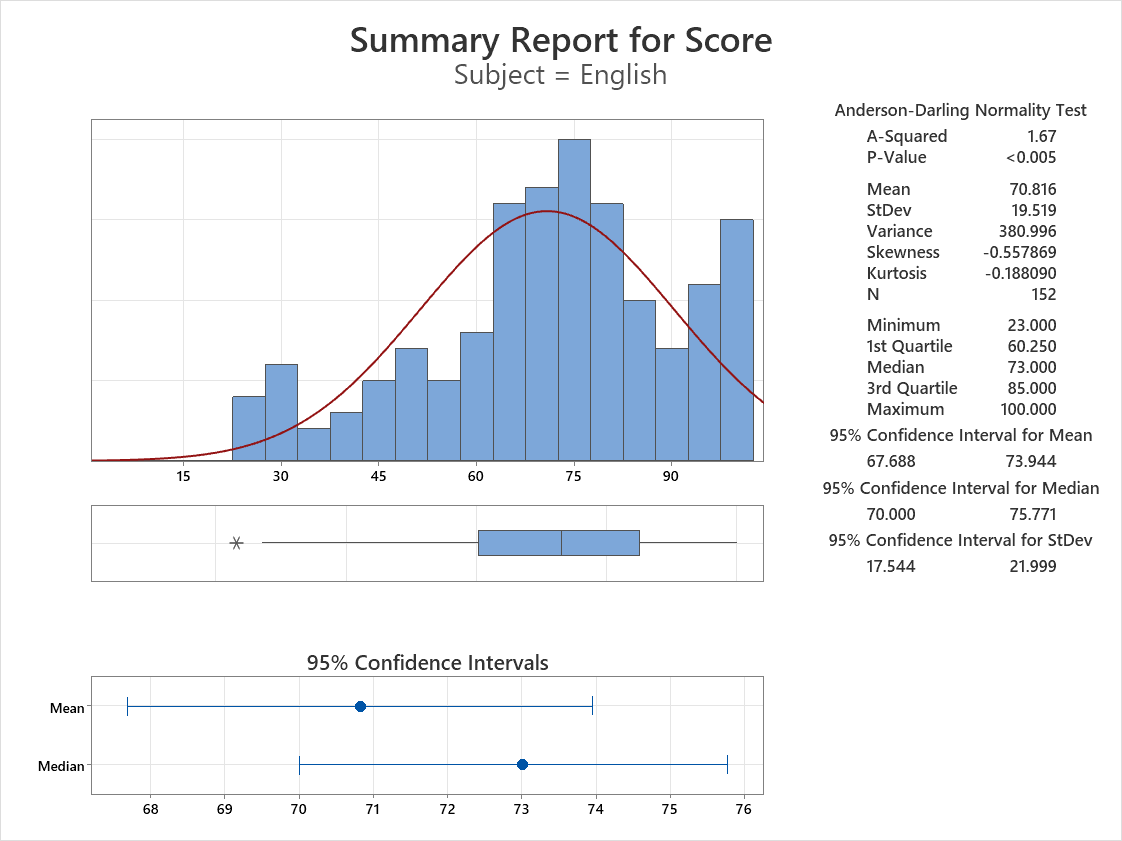 Summary Report for Score
Subject = English
15 30 45 60 75 90
Anderson-Darling Normality Test
A-Squared 1.67
P-Value <0.005
Mean 70.816
StDev 19.519
Variance 380.996
Skewness -0.557869
Kurtosis -0.188090
N 152
Minimum 23.000
1st Quartile 60.250
Median 73.000
3rd Quartile 85.000
Maximum 100.000
95% Confidence Interval for Mean
67.688 73.944
95% Confidence Interval for Median
70.000 75.771
95% Confidence Interval for StDev
17.544 21.999
95% Confidence Intervals
Mean
Median
68 69 70 71 72 73 74 75 76